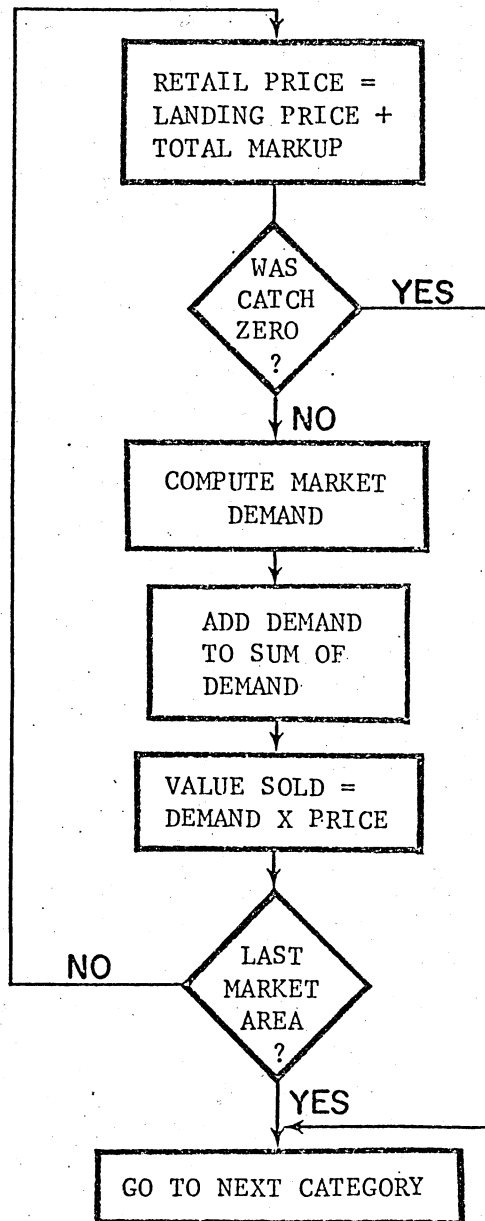 RETAIL PRICE =
LANDING PRICE +
TOTAL MARKUP
WAS
CATCH
ZERO
?
YES
NO
COMPUTE MARKET
DEMAND
ADD DEMAND
TO SUM OF
DEMAND
VALUE SOLD =
DEMAND X PRICE
LAST
MARKET
AREA
?
NO
YES
GO TO NEXT CATEGORY